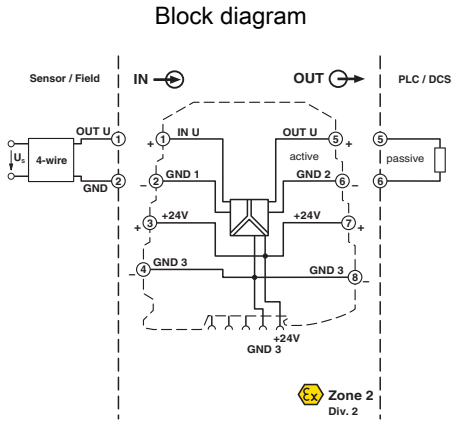 Block diagram
Sensor / Field
IN
OUT
PLC / DCS
OUT U 1
+ 1 IN U
OUT U 5 +
5
Us
4-wire
active
passive
GND 2
– 2 GND 1
GND 2 6 –
6
+ 3 +24V
+24V 7 +
– 4 GND 3
GND 3 8 –
+24V
GND 3
Ex Zone 2
Div. 2